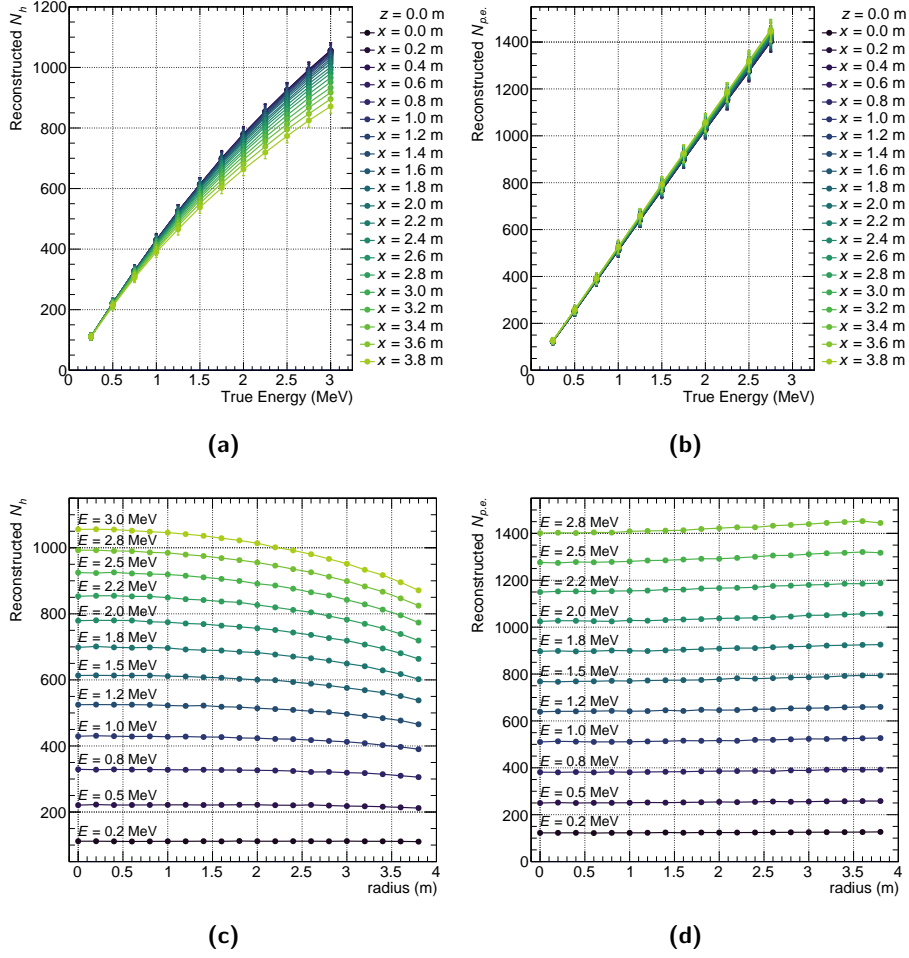 Reconstructed N_h
1200
1000
800
600
400
200
0
0 0.5 1 1.5 2 2.5 3
True Energy (MeV)
z = 0.0 m
x = 0.0 m
x = 0.2 m
x = 0.4 m
x = 0.6 m
x = 0.8 m
x = 1.0 m
x = 1.2 m
x = 1.4 m
x = 1.6 m
x = 1.8 m
x = 2.0 m
x = 2.2 m
x = 2.4 m
x = 2.6 m
x = 2.8 m
x = 3.0 m
x = 3.2 m
x = 3.4 m
x = 3.6 m
x = 3.8 m
(a)
Reconstructed N_p.e.
1400
1200
1000
800
600
400
200
0
0 0.5 1 1.5 2 2.5 3
True Energy (MeV)
z = 0.0 m
x = 0.0 m
x = 0.2 m
x = 0.4 m
x = 0.6 m
x = 0.8 m
x = 1.0 m
x = 1.2 m
x = 1.4 m
x = 1.6 m
x = 1.8 m
x = 2.0 m
x = 2.2 m
x = 2.4 m
x = 2.6 m
x = 2.8 m
x = 3.0 m
x = 3.2 m
x = 3.4 m
x = 3.6 m
x = 3.8 m
(b)
Reconstructed N_h
1000
800
600
400
200
E = 3.0 MeV
E = 2.8 MeV
E = 2.5 MeV
E = 2.2 MeV
E = 2.0 MeV
E = 1.8 MeV
E = 1.5 MeV
E = 1.2 MeV
E = 1.0 MeV
E = 0.8 MeV
E = 0.5 MeV
E = 0.2 MeV
0 0.5 1 1.5 2 2.5 3 3.5 4
radius (m)
(c)
Reconstructed N_p.e.
1400
1200
1000
800
600
400
200
0
E = 2.8 MeV
E = 2.5 MeV
E = 2.2 MeV
E = 2.0 MeV
E = 1.8 MeV
E = 1.5 MeV
E = 1.2 MeV
E = 1.0 MeV
E = 0.8 MeV
E = 0.5 MeV
E = 0.2 MeV
0 0.5 1 1.5 2 2.5 3 3.5 4
radius (m)
(d)